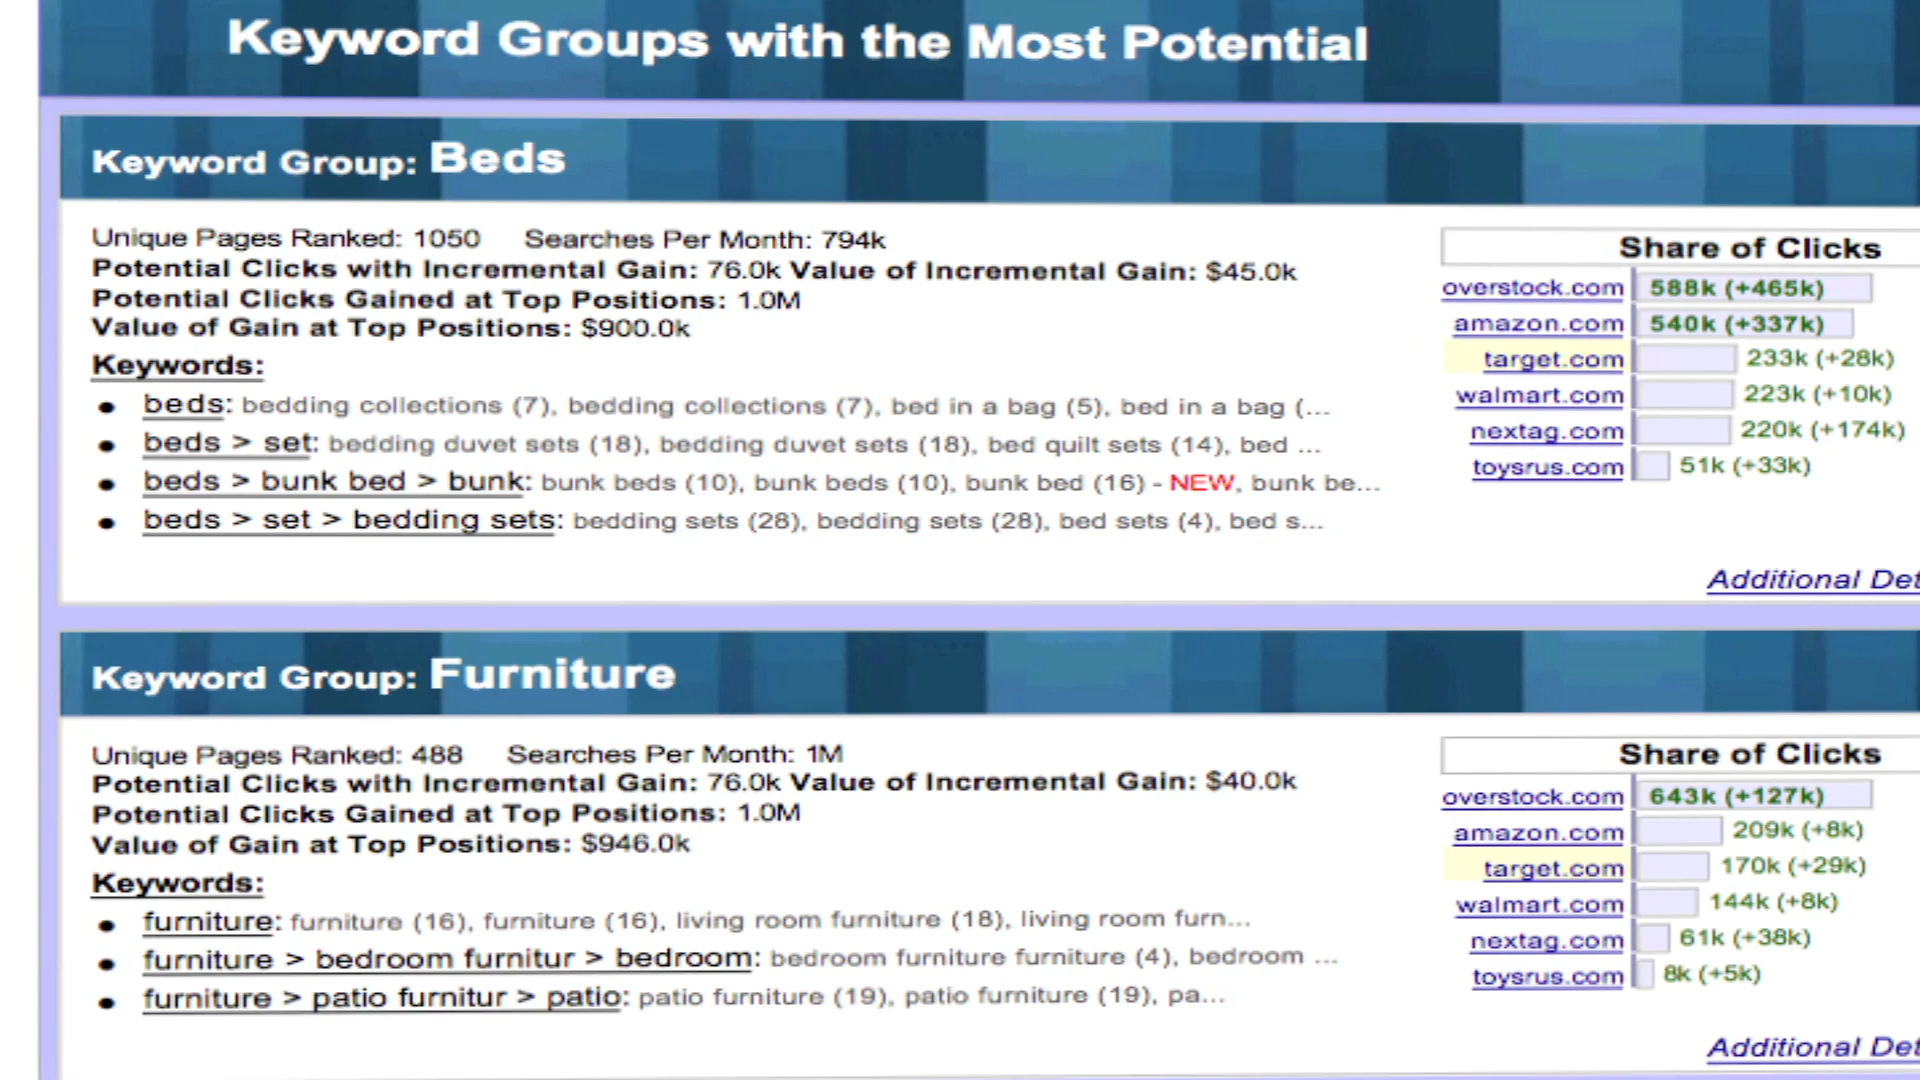 Keyword Groups with the Most Potential
Keyword Group: Beds
Unique Pages Ranked: 1050 Searches Per Month: 794k
Potential Clicks with Incremental Gain: 76.0k Value of Incremental Gain: $45.0k
Potential Clicks Gained at Top Positions: 1.0M
Value of Gain at Top Positions: $900.0k
Keywords:
• beds: bedding collections (7), bedding collections (7), bed in a bag (5), bed in a bag (...
• beds > set: bedding duvet sets (18), bedding duvet sets (18), bed quilt sets (14), bed ...
• beds > bunk bed > bunk: bunk beds (10), bunk beds (10), bunk bed (16) - NEW, bunk be...
• beds > set > bedding sets: bedding sets (28), bedding sets (28), bed sets (4), bed s...
Share of Clicks
overstock.com 588k (+465k)
amazon.com 540k (+337k)
target.com 233k (+28k)
walmart.com 223k (+10k)
nextag.com 220k (+174k)
toysrus.com 51k (+33k)
Additional Det
Keyword Group: Furniture
Unique Pages Ranked: 488 Searches Per Month: 1M
Potential Clicks with Incremental Gain: 76.0k Value of Incremental Gain: $40.0k
Potential Clicks Gained at Top Positions: 1.0M
Value of Gain at Top Positions: $946.0k
Keywords:
• furniture: furniture (16), furniture (16), living room furniture (18), living room furn...
• furniture > bedroom furnitur > bedroom: bedroom furniture furniture (4), bedroom ...
• furniture > patio furnitur > patio: patio furniture (19), patio furniture (19), pa...
Share of Clicks
overstock.com 643k (+127k)
amazon.com 209k (+8k)
target.com 170k (+29k)
walmart.com 144k (+8k)
nextag.com 61k (+38k)
toysrus.com 8k (+5k)
Additional Det